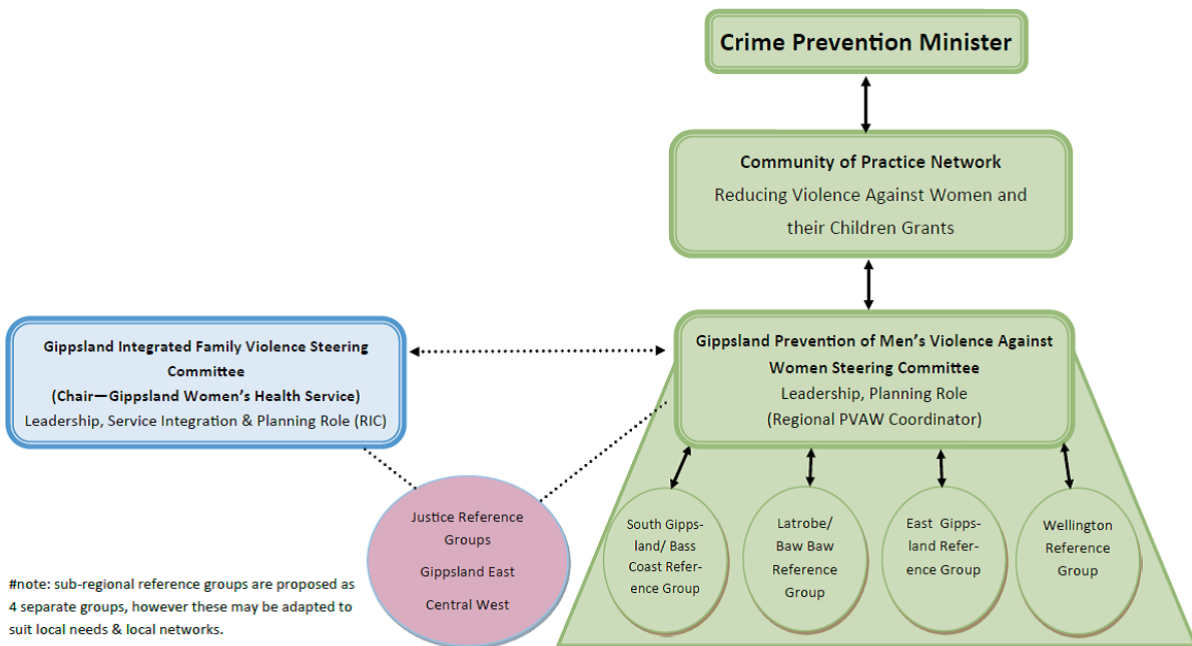 Crime Prevention Minister
Community of Practice Network
Reducing Violence Against Women and
their Children Grants
Gippsland Integrated Family Violence Steering
Committee
(Chair—Gippsland Women's Health Service)
Leadership, Service Integration & Planning Role (RIC)
Gippsland Prevention of Men's Violence Against
Women Steering Committee
Leadership, Planning Role
(Regional PVAW Coordinator)
Justice Reference
Groups
Gippsland East
Central West
South Gipps-
land/ Bass
Coast Refer-
ence Group
Latrobe/
Baw Baw
Reference
Group
East Gipps-
land Refer-
ence Group
Wellington
Reference
Group
#note: sub-regional reference groups are proposed as
4 separate groups, however these may be adapted to
suit local needs & local networks.